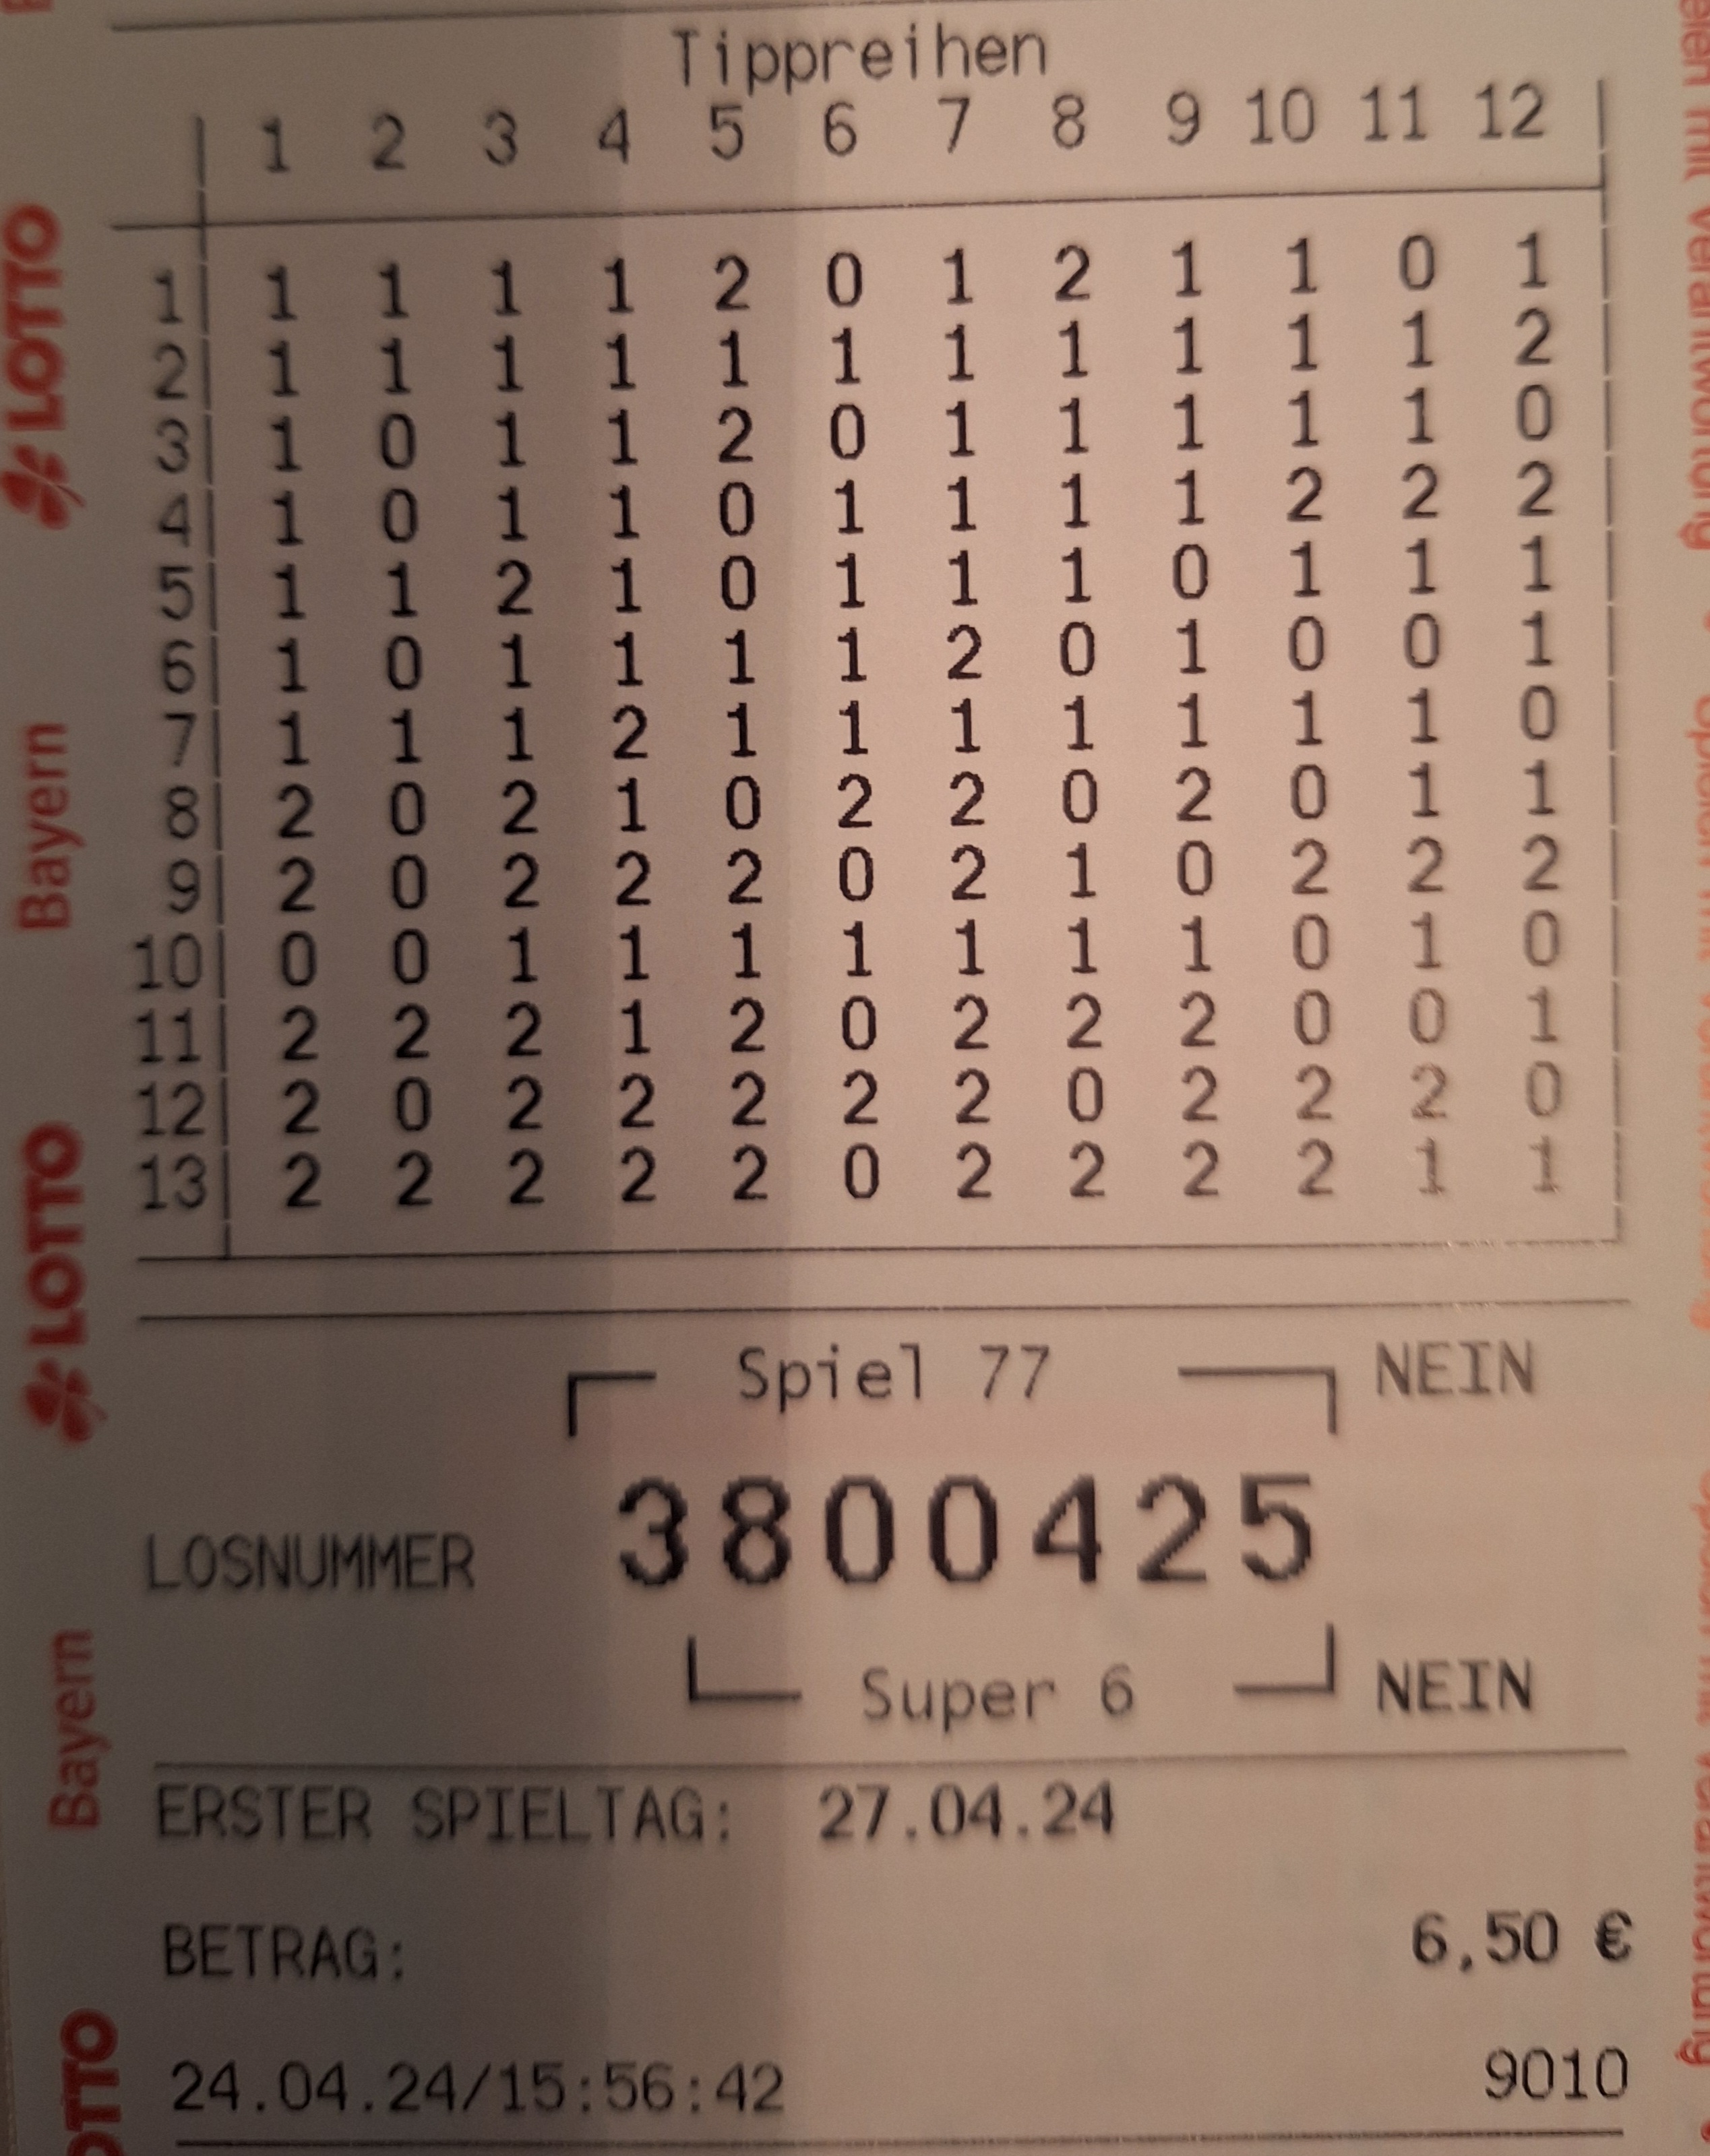 Tippreihen
1 2 3 4 5 6 7 8 9 10 11 12
1 1 1 1 1 2 0 1 2 1 1 0 1
2 1 1 1 1 1 1 1 1 1 1 1 2
3 1 0 1 1 2 0 1 1 1 1 1 0
4 1 0 1 1 0 1 1 1 1 2 2 2
5 1 1 2 1 0 1 1 1 0 1 1 1
6 1 0 1 1 1 1 2 0 1 0 0 1
7 1 1 1 2 1 1 1 1 1 1 1 0
8 2 0 2 1 0 2 2 0 2 0 1 1
9 2 0 2 2 2 0 2 1 0 2 2 2
10 0 0 1 1 1 1 1 1 1 0 1 0
11 2 2 2 1 2 0 2 2 2 0 0 1
12 2 0 2 2 2 2 2 0 2 2 2 0
13 2 2 2 2 2 0 2 2 2 2 1 1
Spiel 77 NEIN
LOSNUMMER 3800425
Super 6 NEIN
ERSTER SPIELTAG: 27.04.24
BETRAG: 6,50 €
24.04.24/15:56:42 9010
LOTTO
Bayern
LOTTO
Bayern